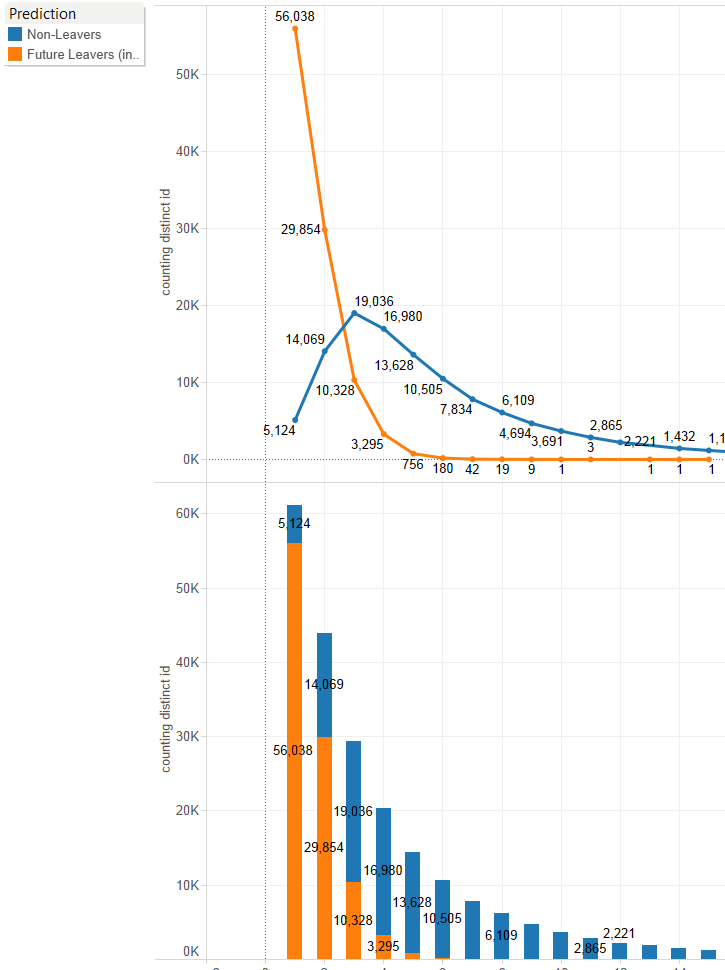 Prediction
Non-Leavers
Future Leavers (in..
counting distinct id
50K
40K
30K
20K
10K
0K
56,038
29,854
19,036
16,980
14,069
13,628
10,328
10,505
7,834
6,109
5,124
4,694
3,691
2,865
2,221
1,432
1,1
3,295
756
180
42
19
9
1
3
1
1
1
counting distinct id
60K
50K
40K
30K
20K
10K
0K
5,124
14,069
56,038
19,036
29,854
16,980
13,628
10,328
10,505
6,109
2,221
3,295
2,865